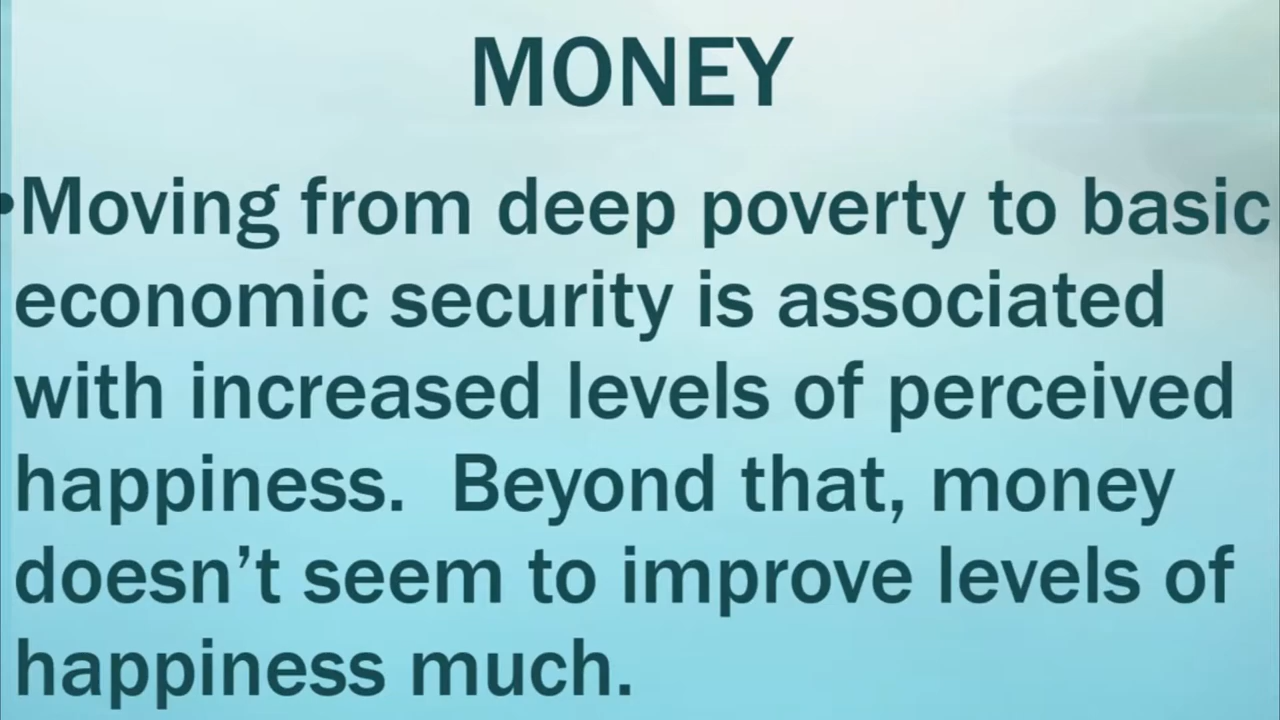 MONEY
•Moving from deep poverty to basic
economic security is associated
with increased levels of perceived
happiness.  Beyond that, money
doesn’t seem to improve levels of
happiness much.